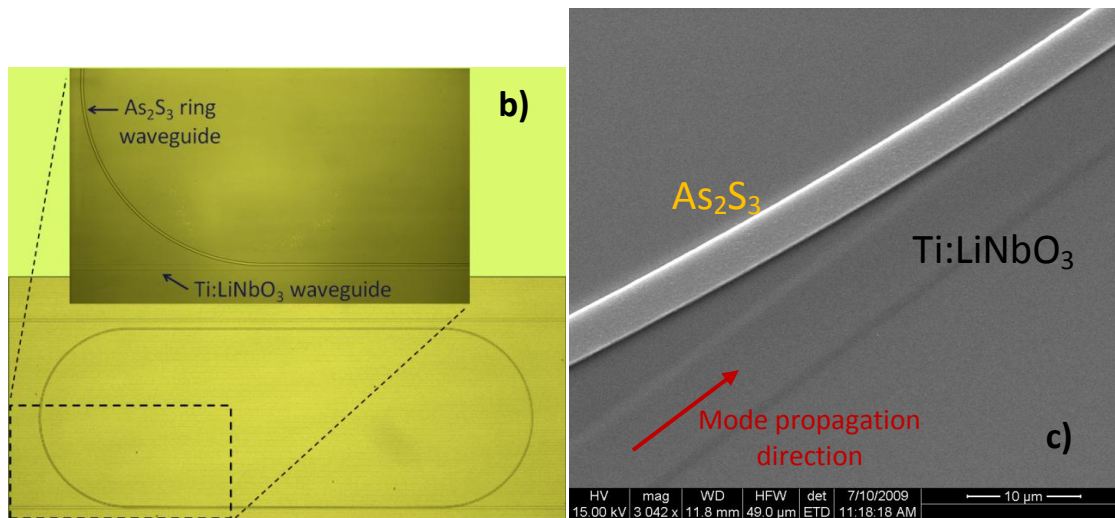 b)
As₂S₃ ring
waveguide
Ti:LiNbO₃ waveguide
As₂S₃
Ti:LiNbO₃
Mode propagation
direction
c)
HV mag WD HFW det 7/10/2009 10 µm
15.00 kV 3 042 x 11.8 mm 49.0 µm ETD 11:18:18 AM